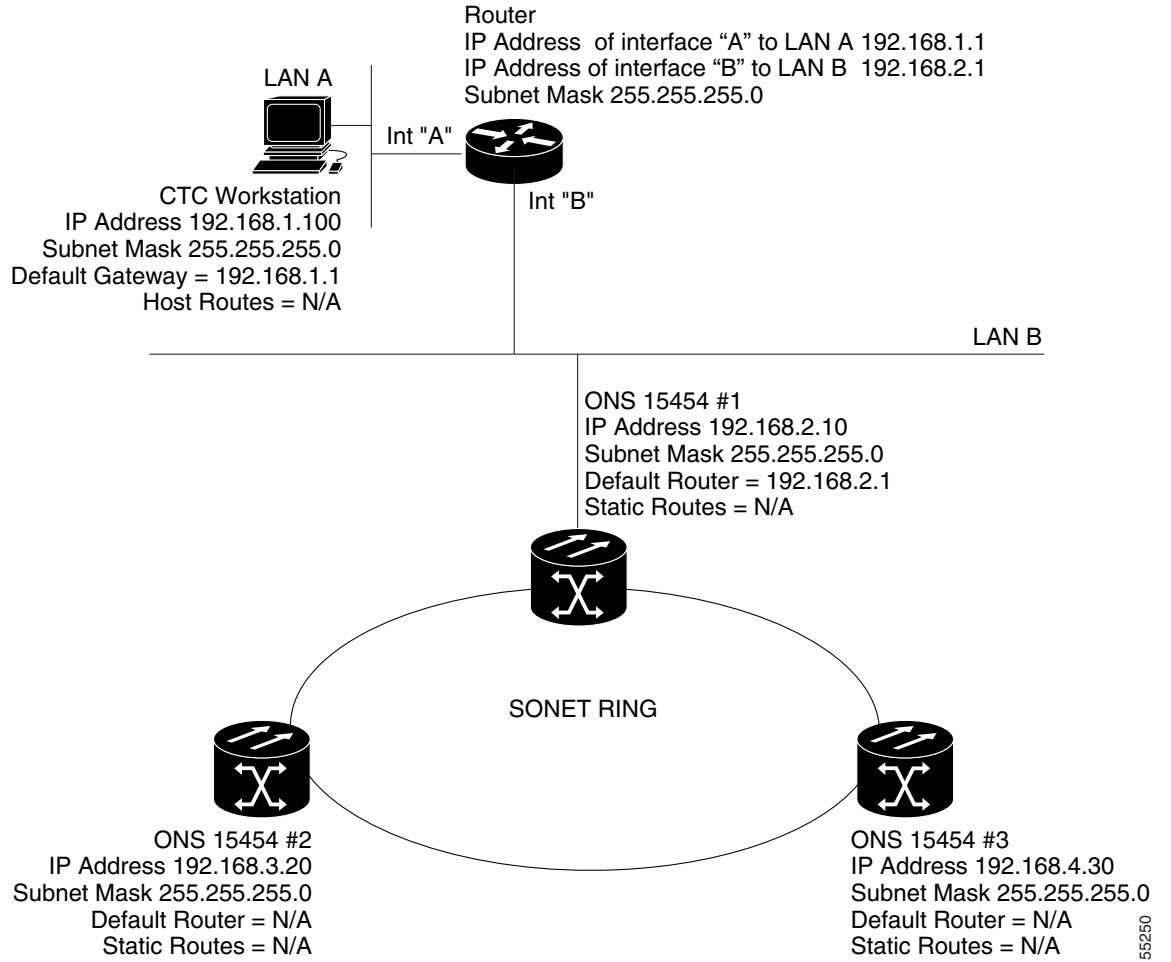 Router
IP Address of interface “A” to LAN A 192.168.1.1
IP Address of interface “B” to LAN B 192.168.2.1
Subnet Mask 255.255.255.0
LAN A
Int "A"
Int "B"
CTC Workstation
IP Address 192.168.1.100
Subnet Mask 255.255.255.0
Default Gateway = 192.168.1.1
Host Routes = N/A
LAN B
ONS 15454 #1
IP Address 192.168.2.10
Subnet Mask 255.255.255.0
Default Router = 192.168.2.1
Static Routes = N/A
SONET RING
ONS 15454 #2
IP Address 192.168.3.20
Subnet Mask 255.255.255.0
Default Router = N/A
Static Routes = N/A
ONS 15454 #3
IP Address 192.168.4.30
Subnet Mask 255.255.255.0
Default Router = N/A
Static Routes = N/A
55250